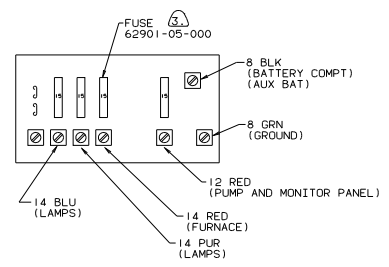 FUSE 3.
62901-05-000
8 BLK
(BATTERY COMPT)
(AUX BAT)
15 15 15 15
8 GRN
(GROUND)
12 RED
(PUMP AND MONITOR PANEL)
14 BLU
(LAMPS)
14 RED
(FURNACE)
14 PUR
(LAMPS)